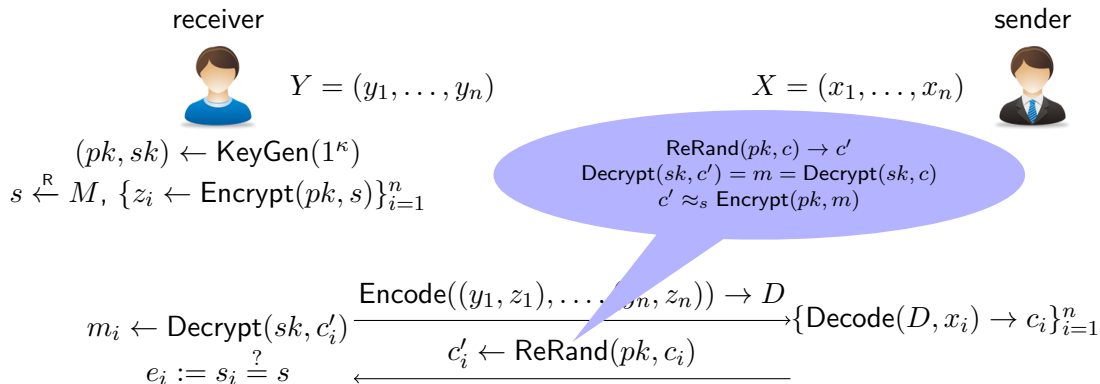 receiver
sender
Y = (y₁, . . . , yₙ)
X = (x₁, . . . , xₙ)
(pk, sk) ← KeyGen(1^κ)
s ←ᴿ M, {zᵢ ← Encrypt(pk, s)}ⁿᵢ₌₁
ReRand(pk, c) → c′
Decrypt(sk, c′) = m = Decrypt(sk, c)
c′ ≈ₛ Encrypt(pk, m)
Encode((y₁, z₁), . . . , (yₙ, zₙ)) → D
mᵢ ← Decrypt(sk, c′ᵢ)
{Decode(D, xᵢ) → cᵢ}ⁿᵢ₌₁
c′ᵢ ← ReRand(pk, cᵢ)
eᵢ := sᵢ ≟ s